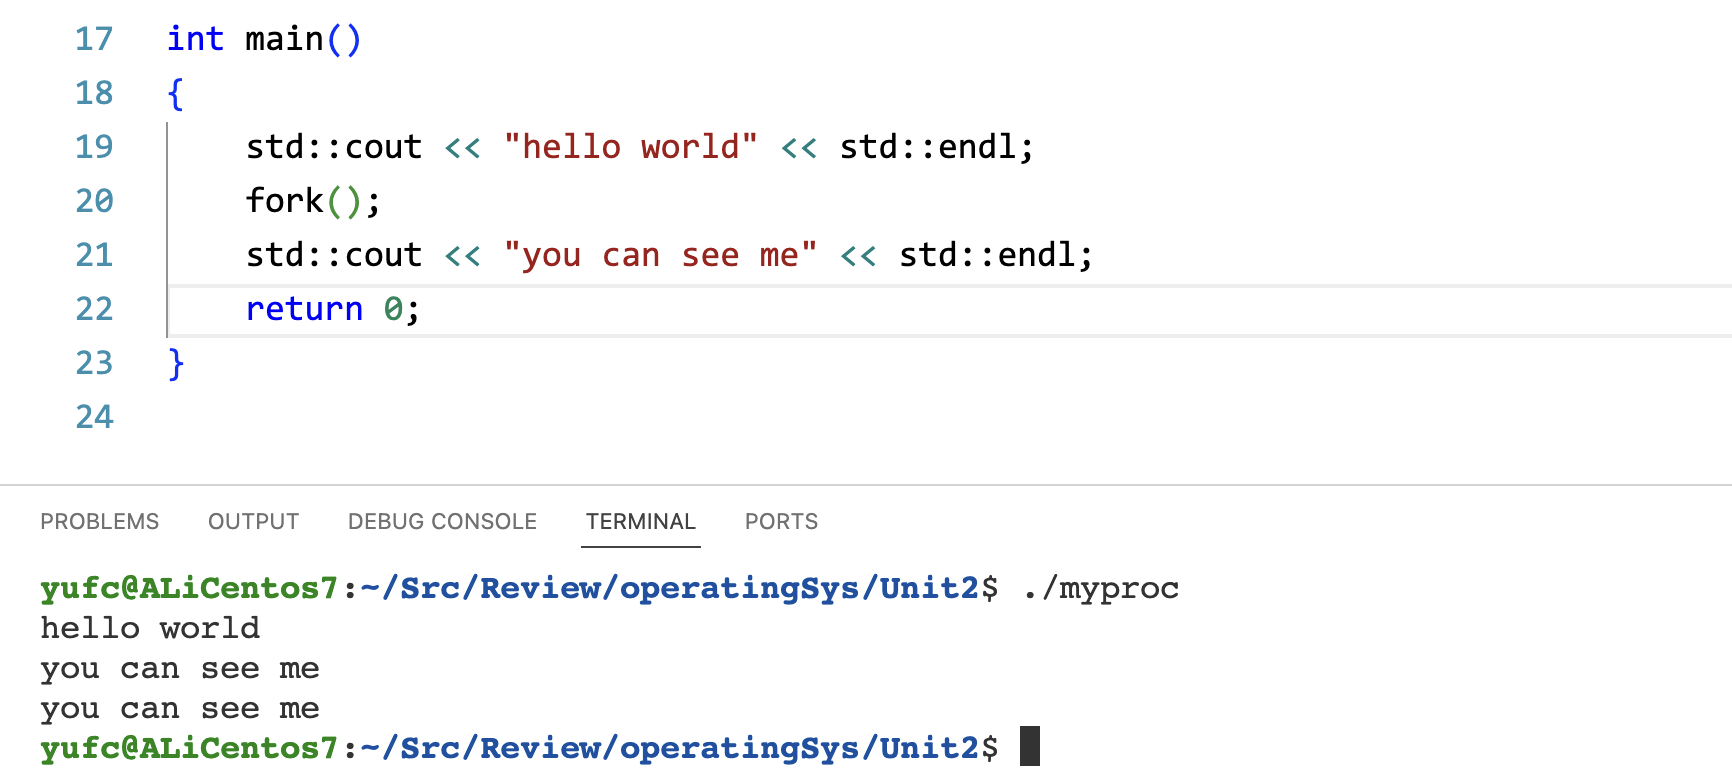 17 int main()
18 {
19 std::cout << "hello world" << std::endl;
20 fork();
21 std::cout << "you can see me" << std::endl;
22 return 0;
23 }
24
PROBLEMS OUTPUT DEBUG CONSOLE TERMINAL PORTS
yufc@ALiCentos7:~/Src/Review/operatingSys/Unit2$ ./myproc
hello world
you can see me
you can see me
yufc@ALiCentos7:~/Src/Review/operatingSys/Unit2$